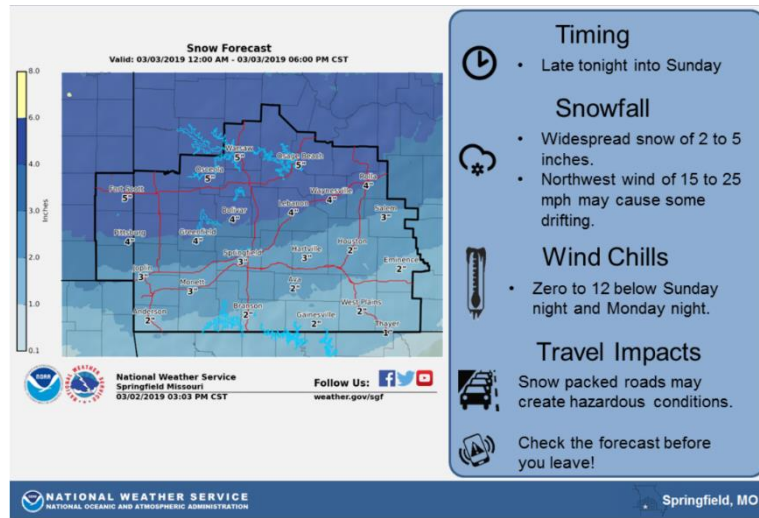 Snow Forecast
Valid: 03/03/2019 12:00 AM - 03/03/2019 06:00 PM CST
8.0
6.0
4.0
3.0
2.0
1.0
0.1
Inches
Warsaw
5"
Osceola
5"
Osage Beach
5"
Fort Scott
5"
Rolla
4"
Waynesville
4"
Lebanon
4"
Bolivar
4"
Salem
3"
Pittsburg
4"
Greenfield
4"
Springfield
3"
Hartville
3"
Houston
2"
Eminence
2"
Joplin
3"
Monett
3"
Ava
2"
Anderson
2"
Branson
2"
Gainesville
2"
West Plains
2"
Thayer
1"
NOAA
National Weather Service
Springfield Missouri
03/02/2019 03:03 PM CST
Follow Us:
weather.gov/sgf
Timing
• Late tonight into Sunday
Snowfall
• Widespread snow of 2 to 5
inches.
• Northwest wind of 15 to 25
mph may cause some
drifting.
Wind Chills
• Zero to 12 below Sunday
night and Monday night.
Travel Impacts
Snow packed roads may
create hazardous conditions.
Check the forecast before
you leave!
NATIONAL WEATHER SERVICE
NATIONAL OCEANIC AND ATMOSPHERIC ADMINISTRATION
Springfield, MO